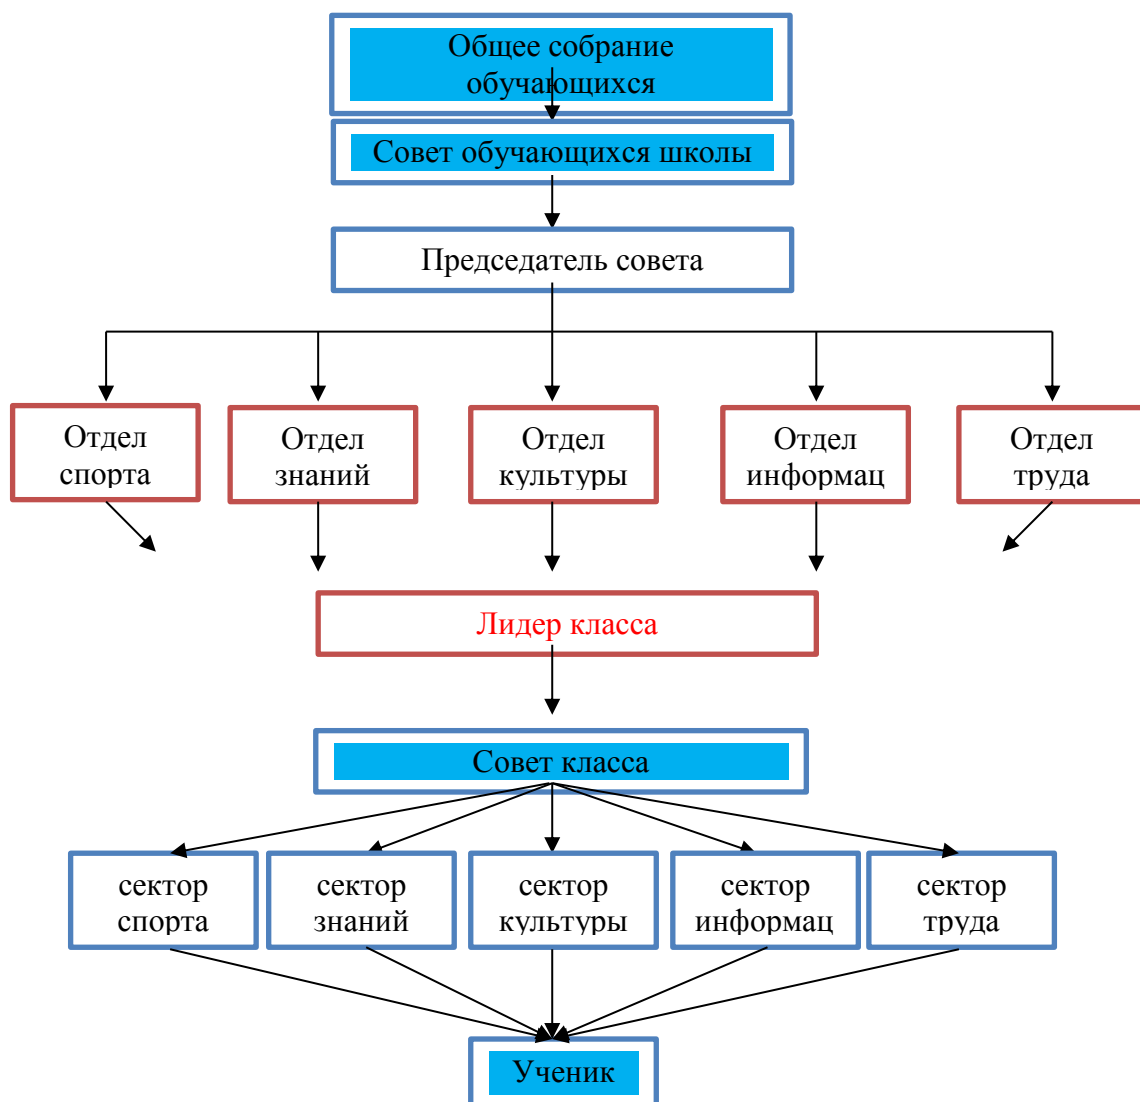 Общее собрание
обучающихся
Совет обучающихся школы
Председатель совета
Отдел
спорта
Отдел
знаний
Отдел
культуры
Отдел
информац
Отдел
труда
Лидер класса
Совет класса
сектор
спорта
сектор
знаний
сектор
культуры
сектор
информац
сектор
труда
Ученик